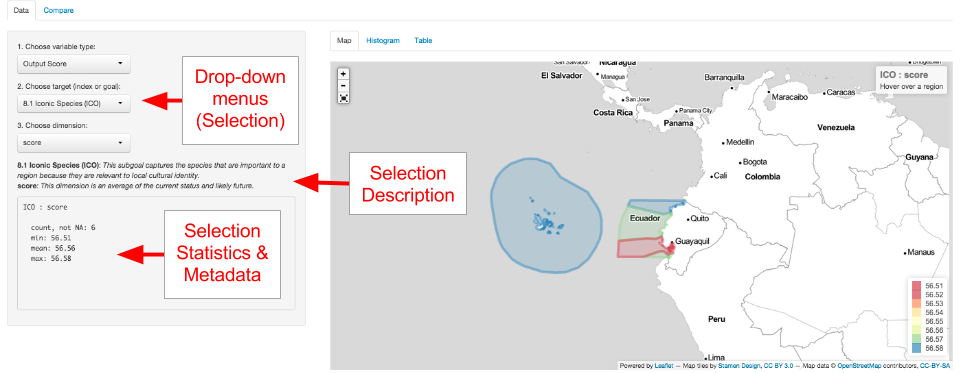 Data Compare
1. Choose variable type:
Output Score
2. Choose target (index or goal):
8.1 Iconic Species (ICO)
3. Choose dimension:
score
8.1 Iconic Species (ICO): This subgoal captures the species that are important to a
region because they are relevant to local cultural identity.
score: This dimension is an average of the current status and likely future.
ICO : score
count, not NA: 6
min: 56.51
mean: 56.56
max: 56.58
Drop-down
menus
(Selection)
Selection
Description
Selection
Statistics &
Metadata
Map Histogram Table
+
−
ICO : score
Hover over a region
San Salvador
Nicaragua
El Salvador
Managua
Costa Rica
San Jose
Panama City
Panama
Barranquilla
Maracaibo
Caracas
Venezuela
Guyana
Medellin
Bogota
Cali
Colombia
Ecuador
Quito
Guayaquil
Manaus
Peru
Lima
56.51
56.52
56.53
56.54
56.55
56.56
56.57
56.58
Powered by Leaflet — Map tiles by Stamen Design, CC BY 3.0 — Map data © OpenStreetMap contributors, CC-BY-SA